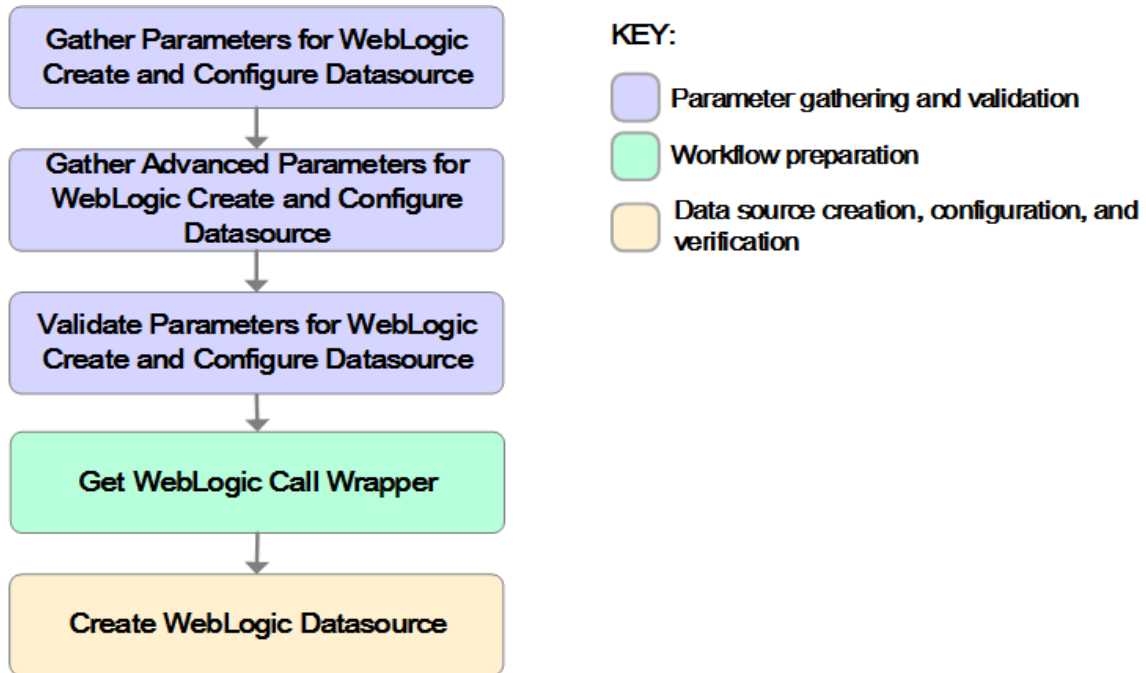 Gather Parameters for WebLogic
Create and Configure Datasource
Gather Advanced Parameters for
WebLogic Create and Configure
Datasource
Validate Parameters for WebLogic
Create and Configure Datasource
Get WebLogic Call Wrapper
Create WebLogic Datasource
KEY:
Parameter gathering and validation
Workflow preparation
Data source creation, configuration, and
verification